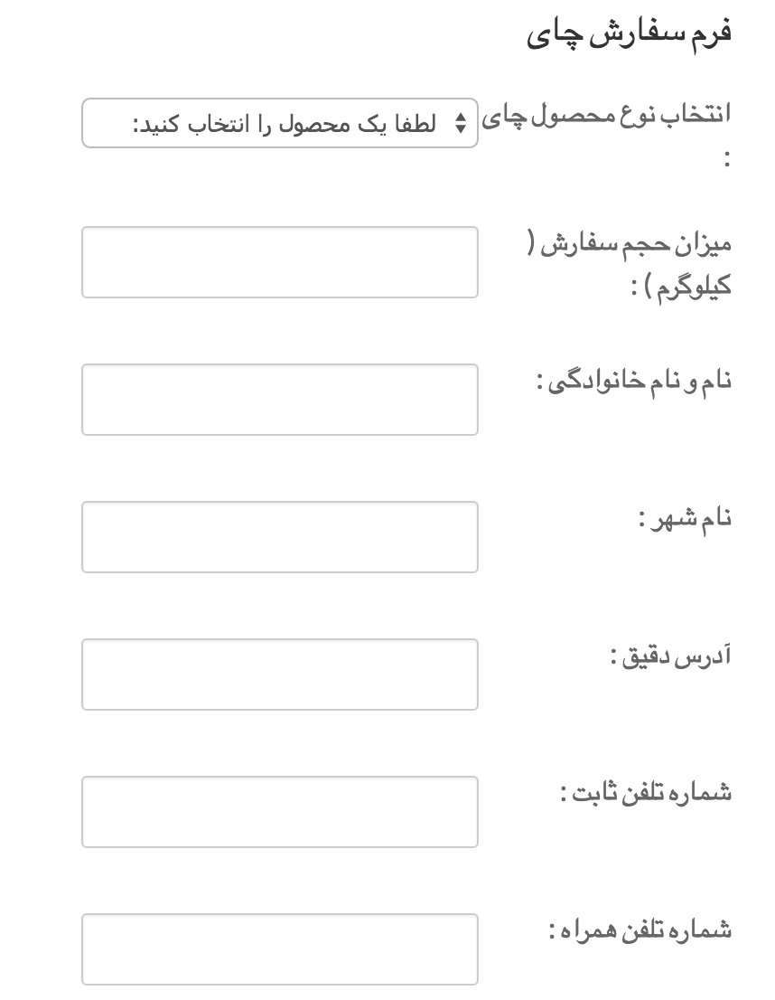 فرم سفارش چای
انتخاب نوع محصول چای
:
لطفا یک محصول را انتخاب کنید:
میزان حجم سفارش (
کیلوگرم ) :
نام و نام خانوادگی :
نام شهر :
آدرس دقیق :
شماره تلفن ثابت :
شماره تلفن همراه :